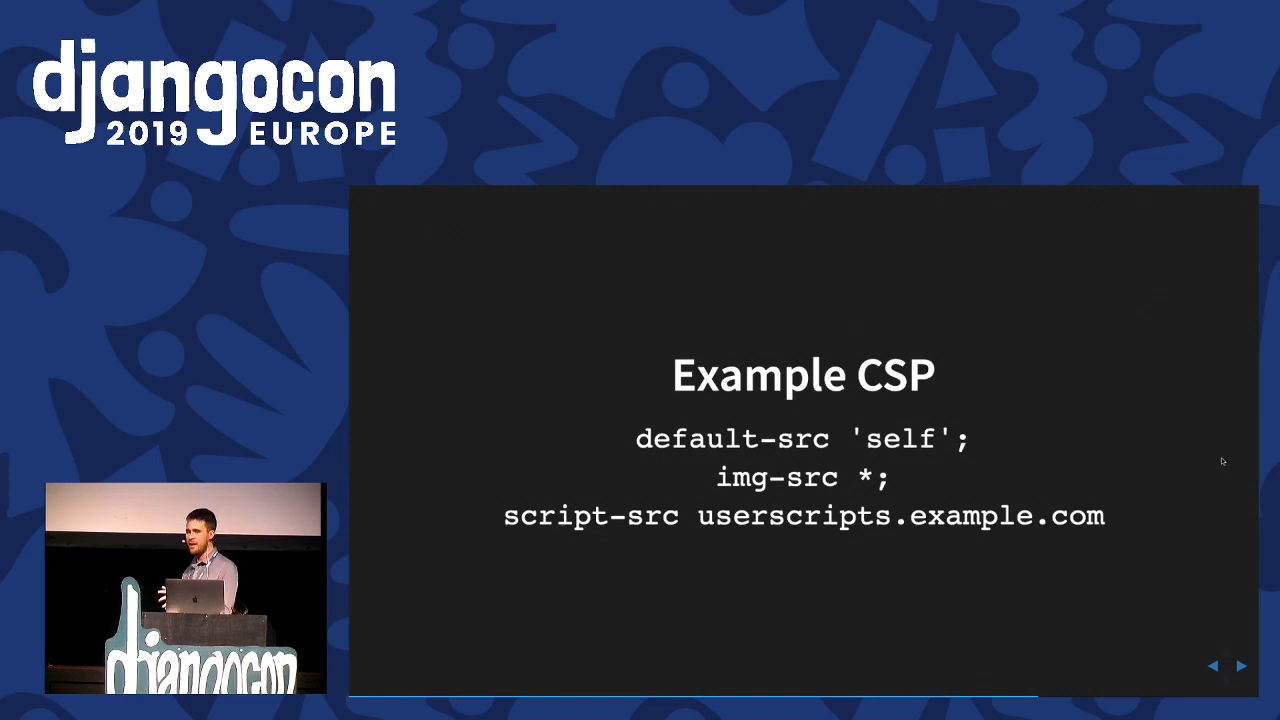 djangocon
2019 EUROPE
Example CSP
default-src 'self';
img-src *;
script-src userscripts.example.com
djangocon